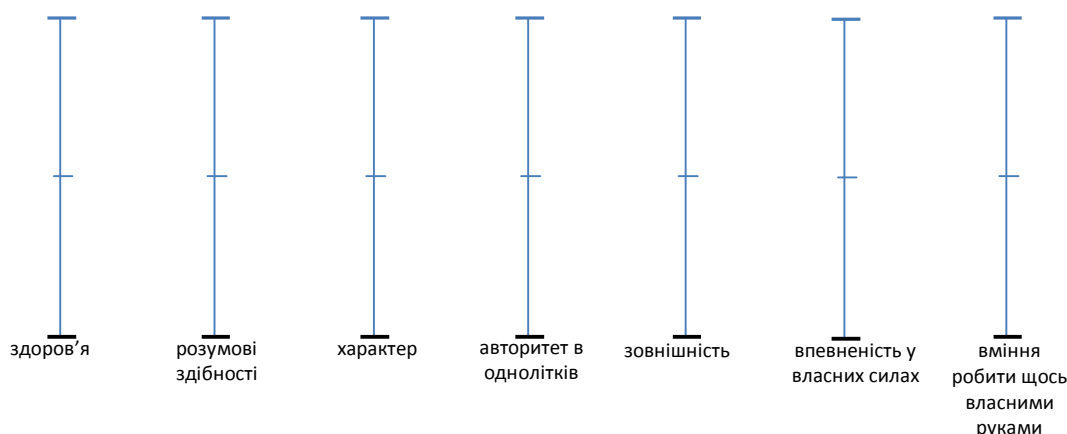 здоров’я
розумові
здібності
характер
авторитет в
однолітків
зовнішність
впевненість у
власних силах
вміння
робити щось
власними
руками